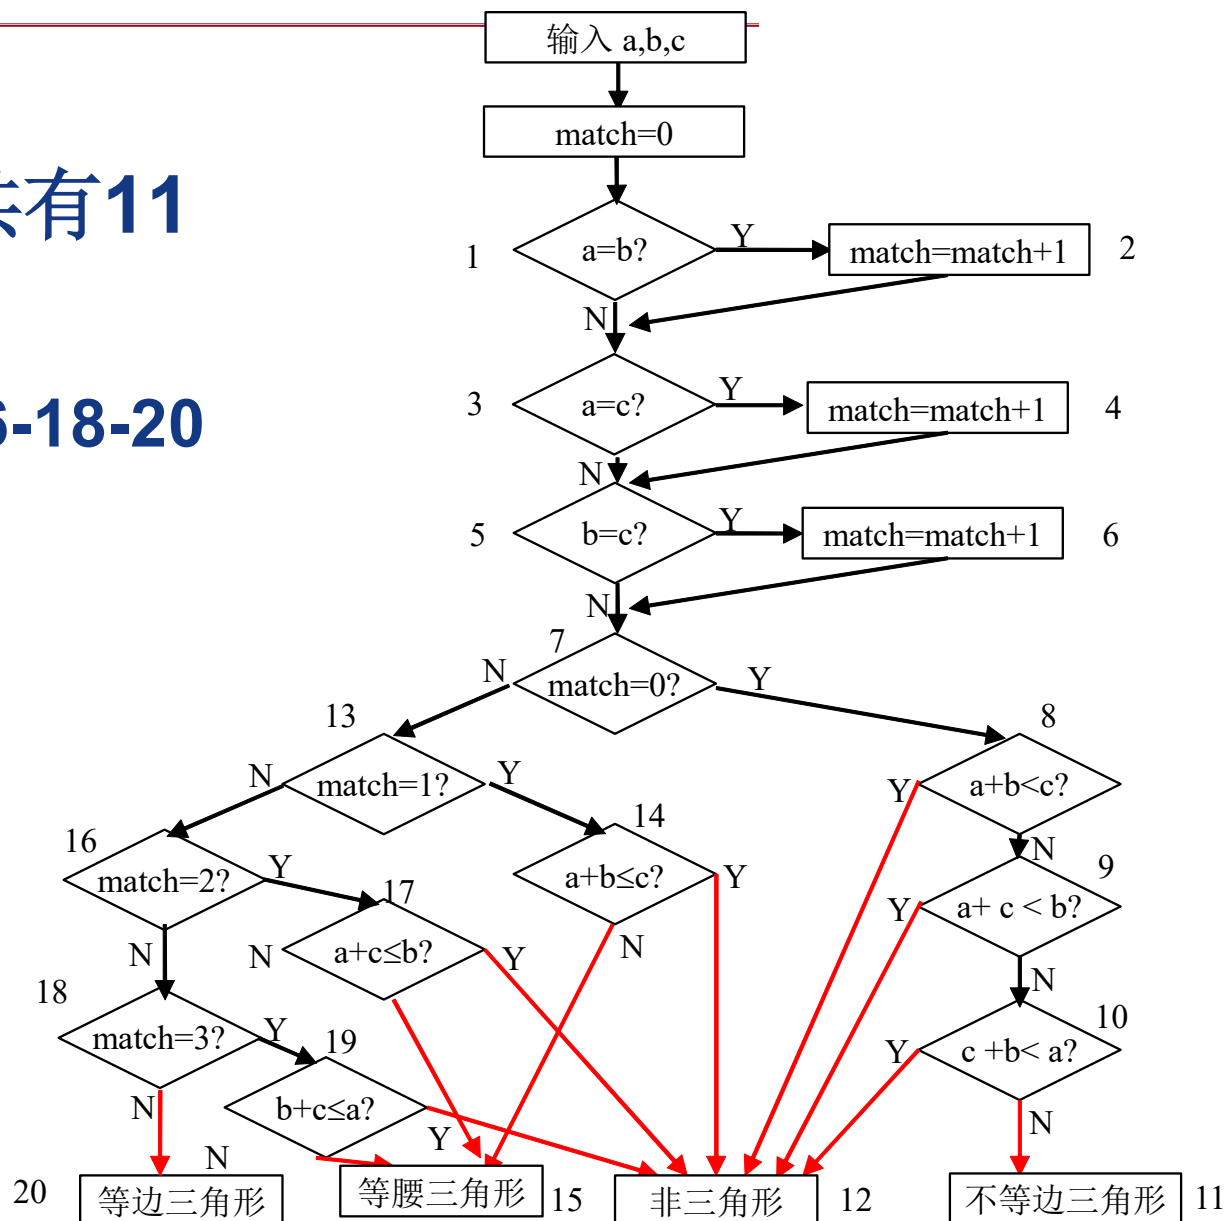 输入 a,b,c
match=0
共有11
1
a=b?
Y
match=match+1
2
N
3
a=c?
Y
match=match+1
4
6-18-20
N
5
b=c?
Y
match=match+1
6
N
7
match=0?
N
Y
13
match=1?
N
Y
8
a+b<c?
Y
N
16
match=2?
Y
N
14
a+b≤c?
Y
N
9
a+ c < b?
Y
N
17
a+c≤b?
N
Y
18
match=3?
Y
N
10
c +b< a?
Y
N
19
b+c≤a?
Y
N
20
等边三角形
等腰三角形
15
非三角形
12
不等边三角形
11